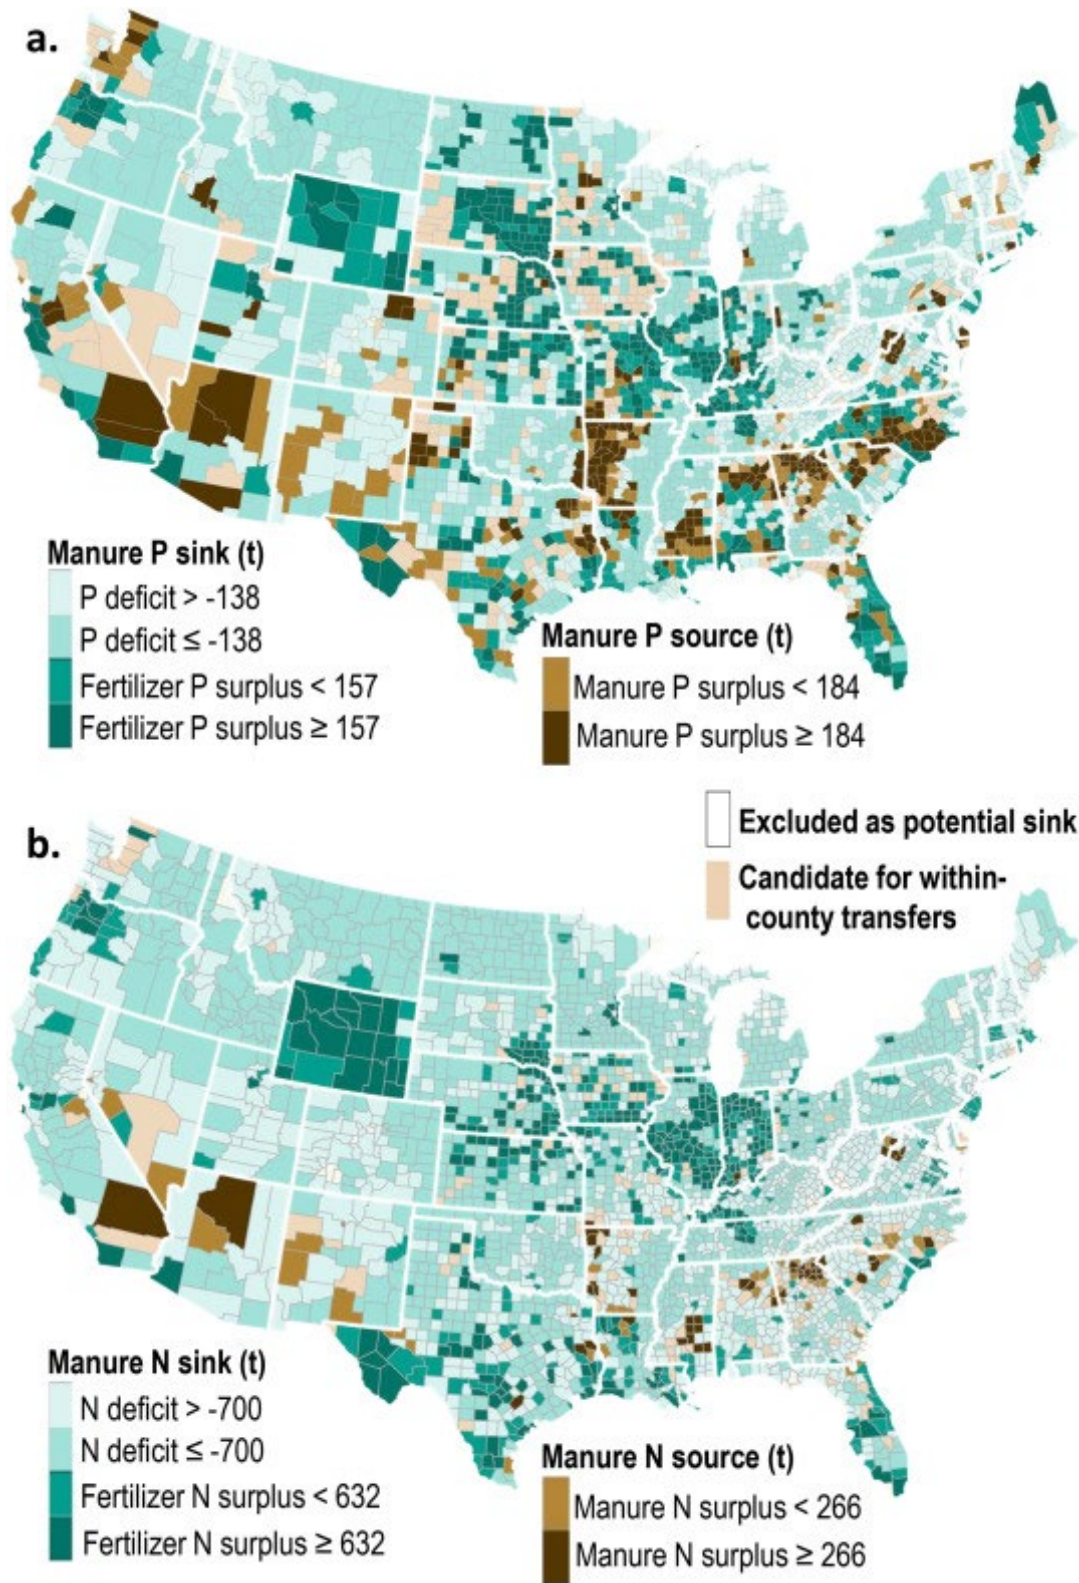 a.
Manure P sink (t)
P deficit > -138
P deficit ≤ -138
Fertilizer P surplus < 157
Fertilizer P surplus ≥ 157
Manure P source (t)
Manure P surplus < 184
Manure P surplus ≥ 184
Excluded as potential sink
Candidate for within-
county transfers
b.
Manure N sink (t)
N deficit > -700
N deficit ≤ -700
Fertilizer N surplus < 632
Fertilizer N surplus ≥ 632
Manure N source (t)
Manure N surplus < 266
Manure N surplus ≥ 266